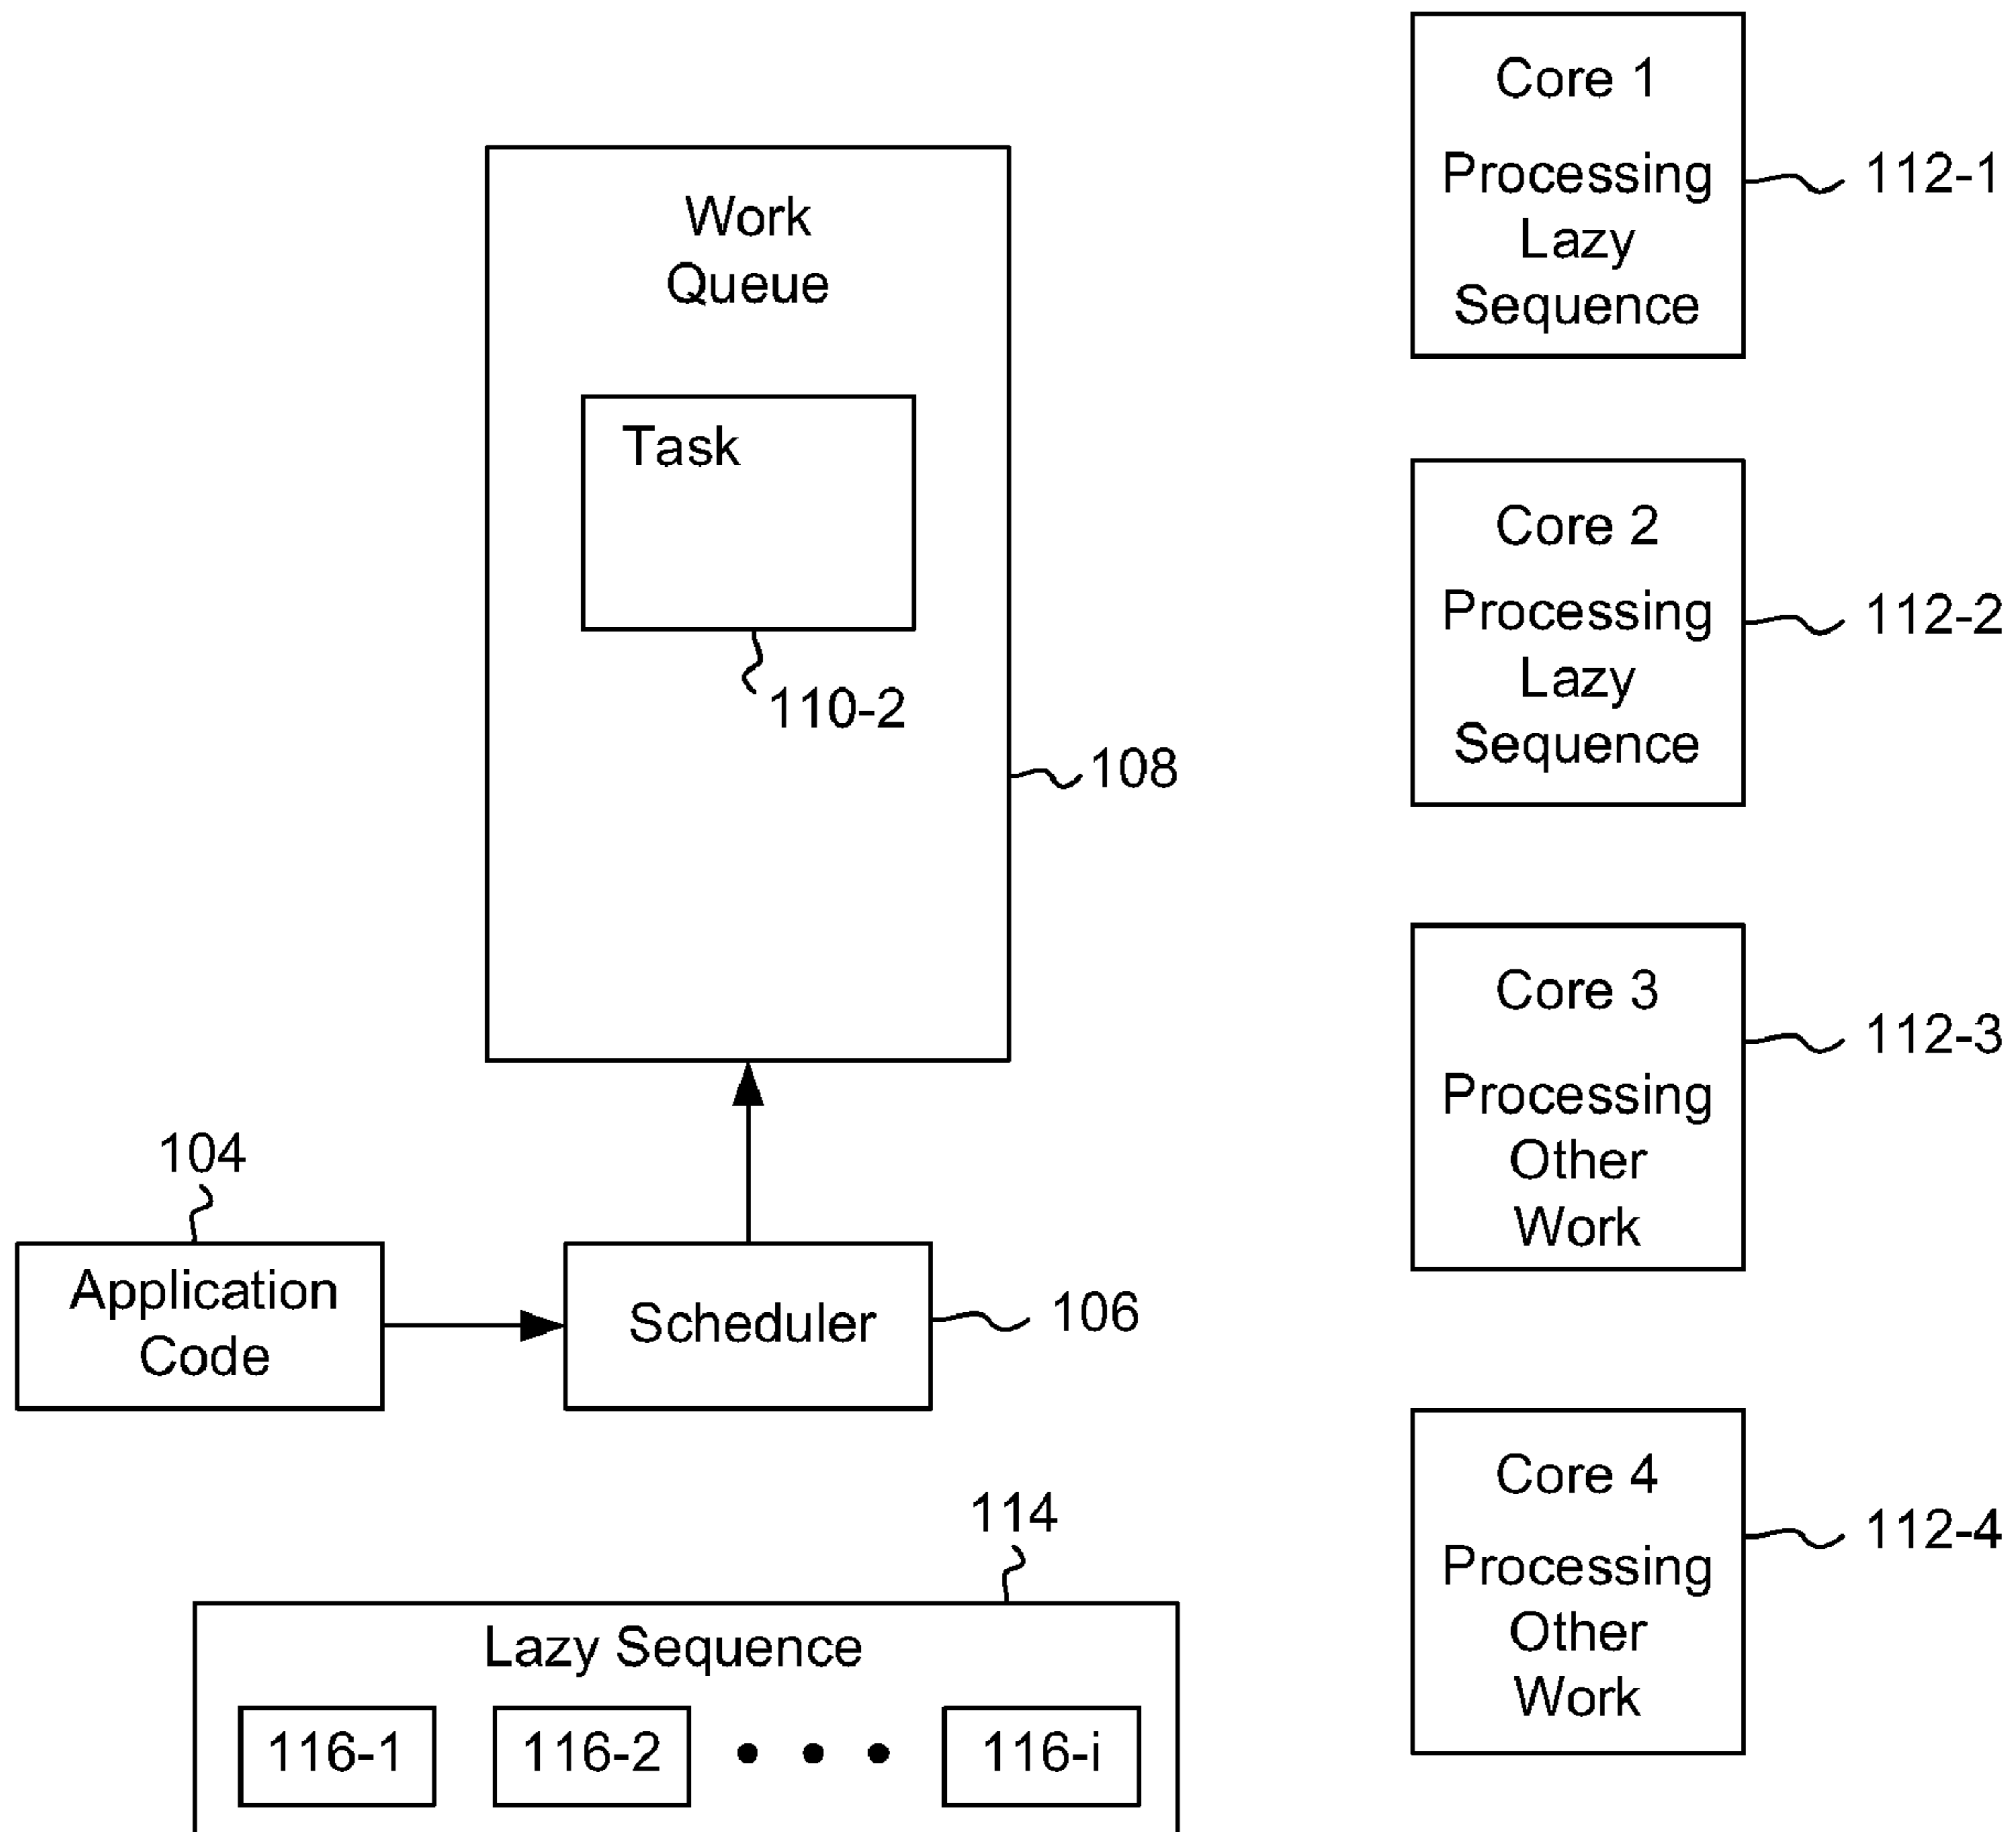 Work
Queue
Task
110-2
108
104
Application
Code
Scheduler
106
114
Lazy Sequence
116-1
116-2
116-i
Core 1
Processing
Lazy
Sequence
112-1
Core 2
Processing
Lazy
Sequence
112-2
Core 3
Processing
Other
Work
112-3
Core 4
Processing
Other
Work
112-4